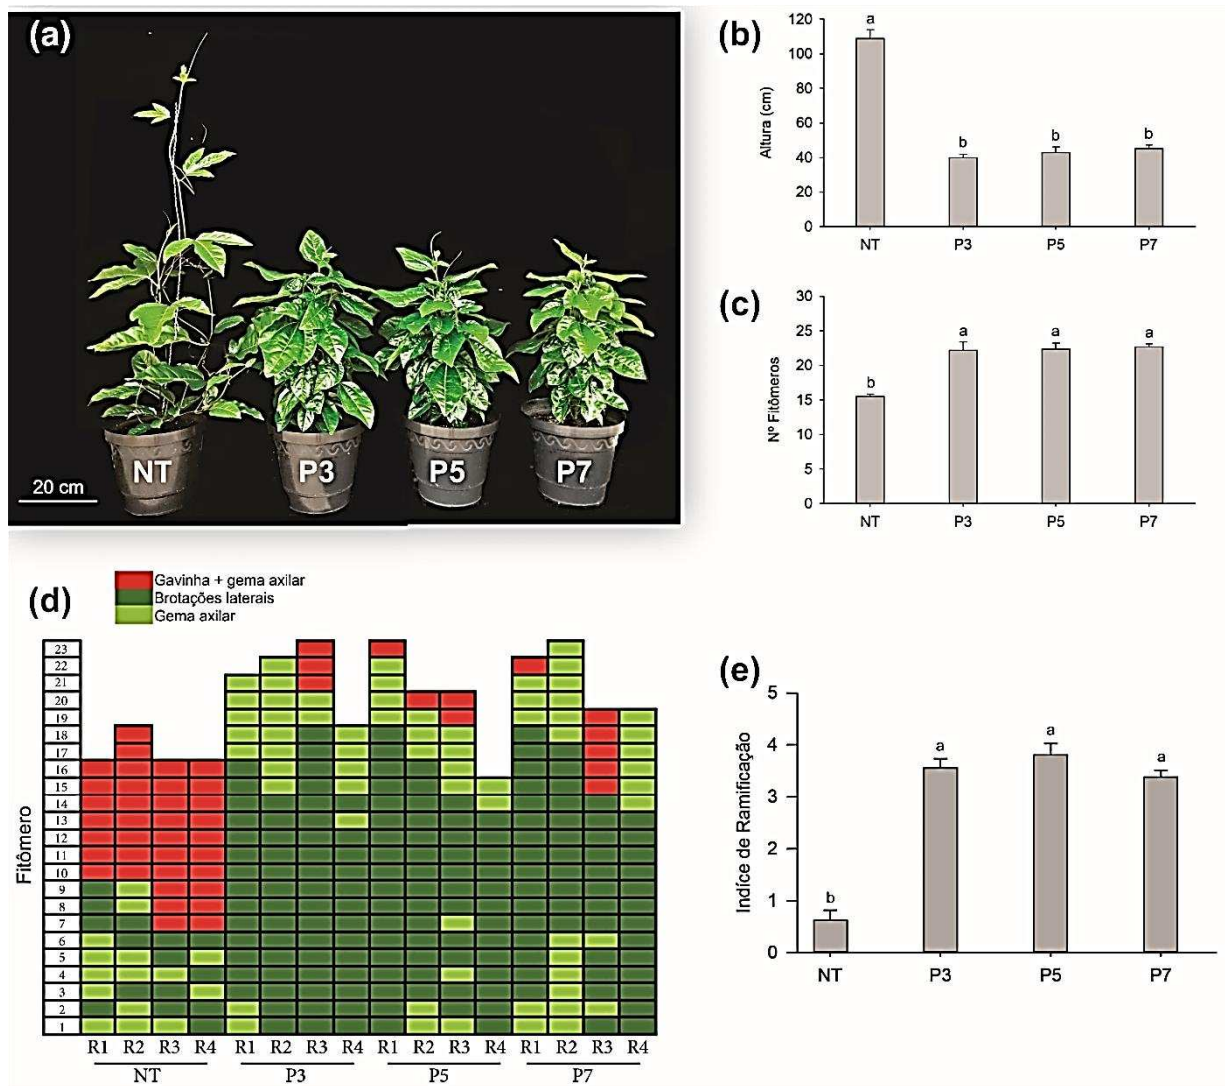 (a)
NT
P3
P5
P7
20 cm
(b)
Altura (cm)
120
100
80
60
40
20
0
a
b
b
b
NT P3 P5 P7
(c)
Nº Fitômeros
30
25
20
15
10
5
0
b
a
a
a
NT P3 P5 P7
(d)
Gavinha + gema axilar
Brotações laterais
Gema axilar
Fitômero
23
22
21
20
19
18
17
16
15
14
13
12
11
10
9
8
7
6
5
4
3
2
1
R1 R2 R3 R4 R1 R2 R3 R4 R1 R2 R3 R4 R1 R2 R3 R4
NT P3 P5 P7
(e)
Indíce de Ramificação
5
4
3
2
1
0
b
a
a
a
NT P3 P5 P7